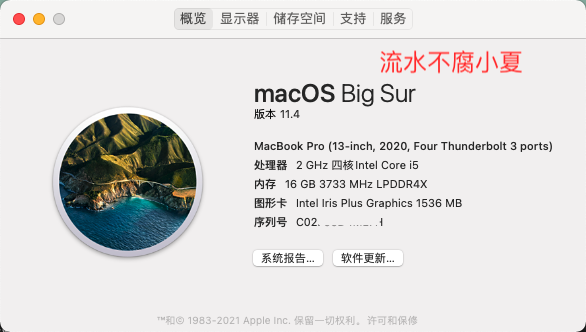 概览 显示器 储存空间 支持 服务
流水不腐小夏
macOS Big Sur
版本 11.4
MacBook Pro (13-inch, 2020, Four Thunderbolt 3 ports)
处理器 2 GHz 四核Intel Core i5
内存 16 GB 3733 MHz LPDDR4X
图形卡 Intel Iris Plus Graphics 1536 MB
序列号 C02
系统报告... 软件更新...
™和© 1983-2021 Apple Inc. 保留一切权利。许可和保修